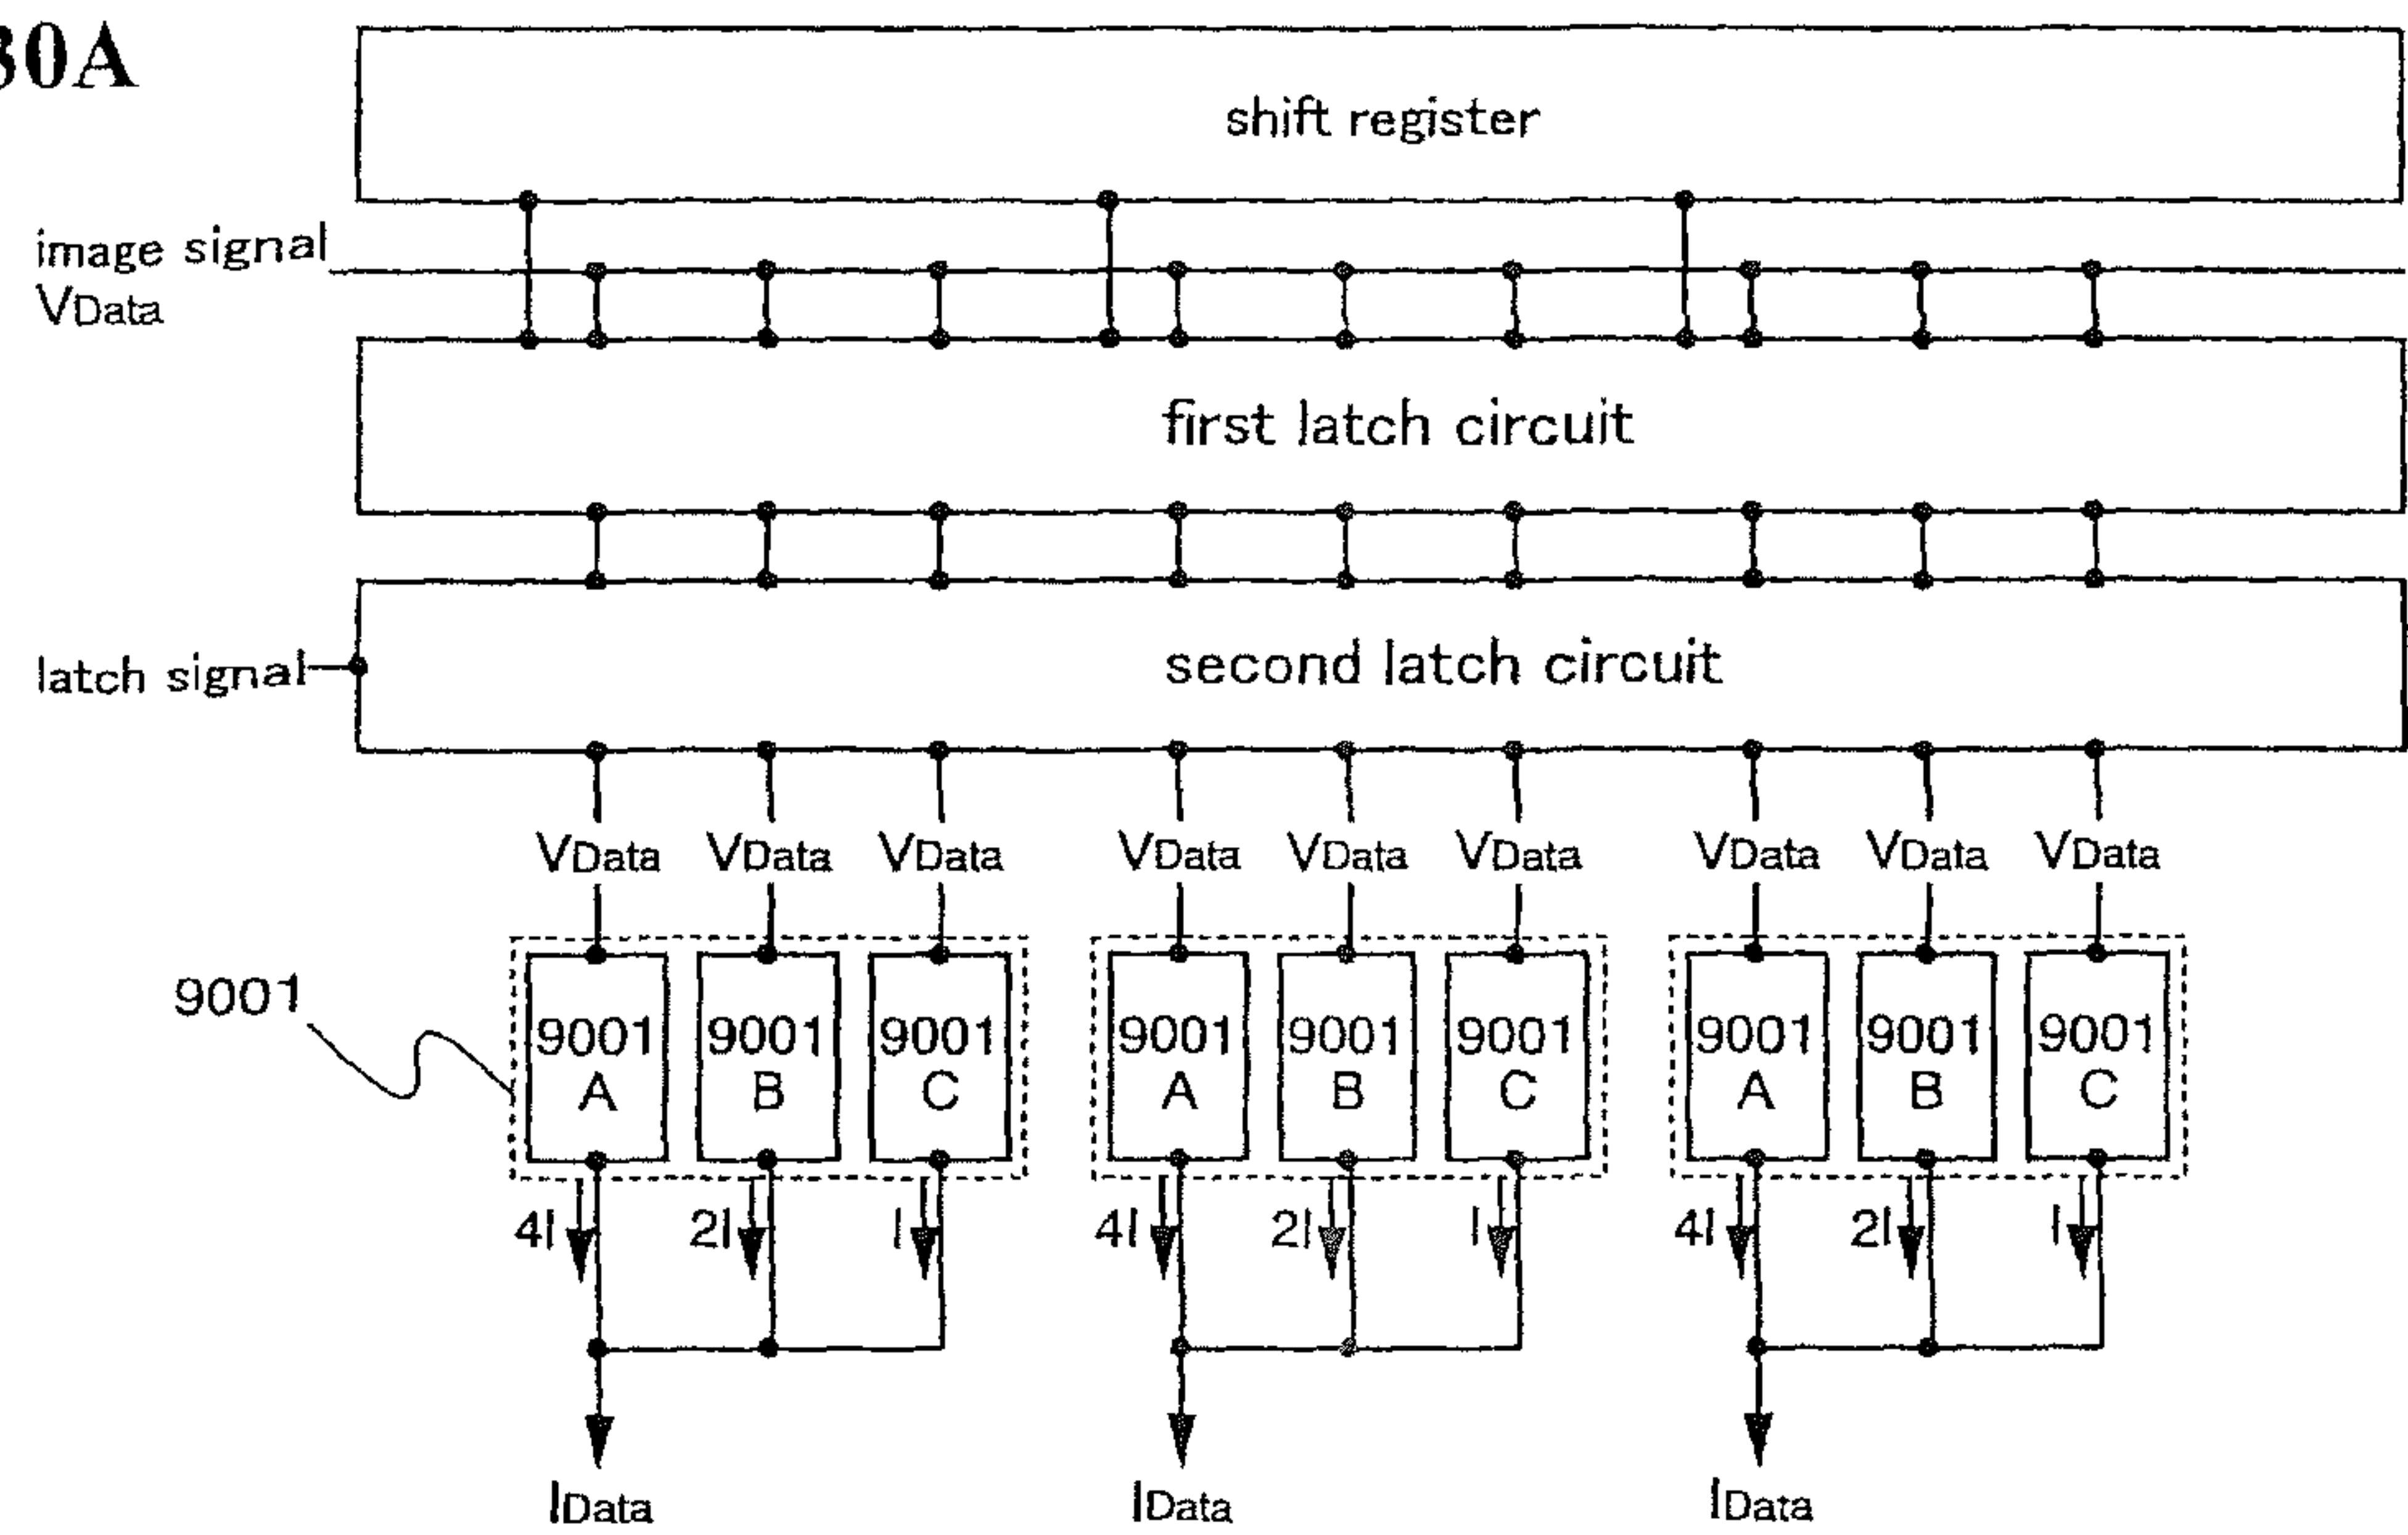 30A
shift register
image signal
VData
first latch circuit
latch signal
second latch circuit
VData VData VData VData VData VData VData VData VData
9001
9001 9001 9001 9001 9001 9001 9001 9001 9001
A B C A B C A B C
4I 2I I 4I 2I I 4I 2I I
IData IData IData